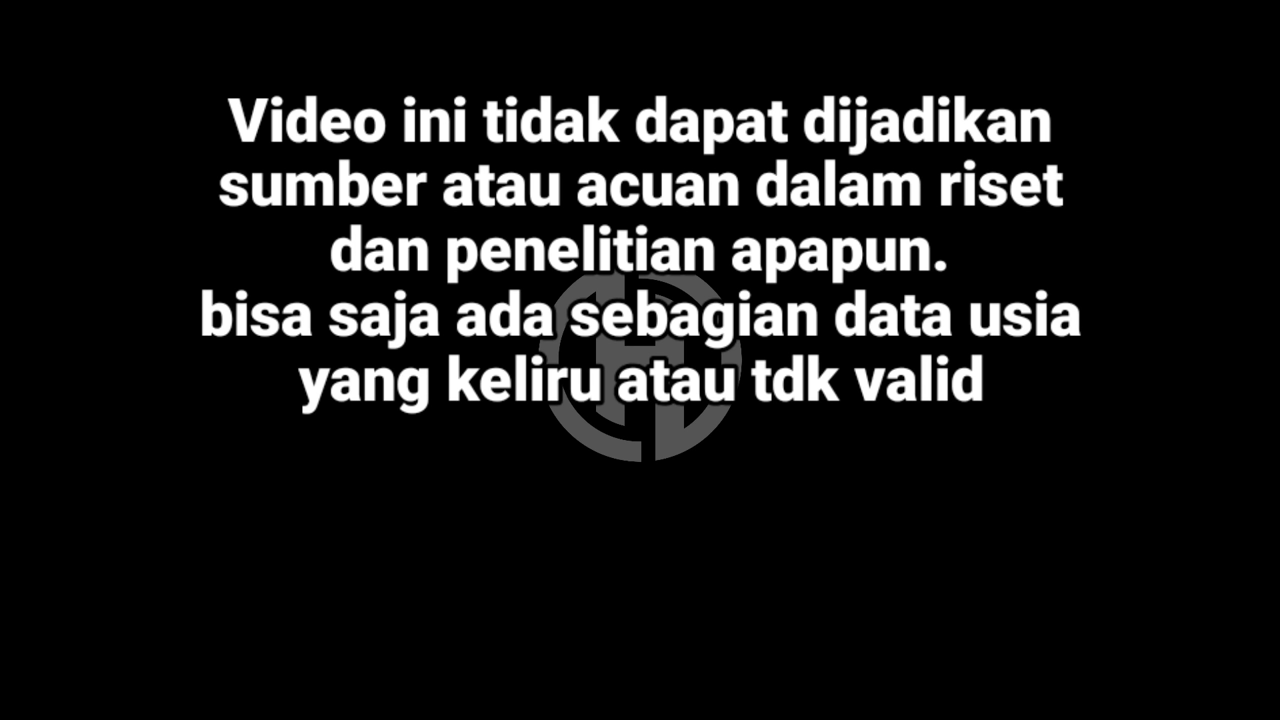 Video ini tidak dapat dijadikan
sumber atau acuan dalam riset
dan penelitian apapun.
bisa saja ada sebagian data usia
yang keliru atau tdk valid